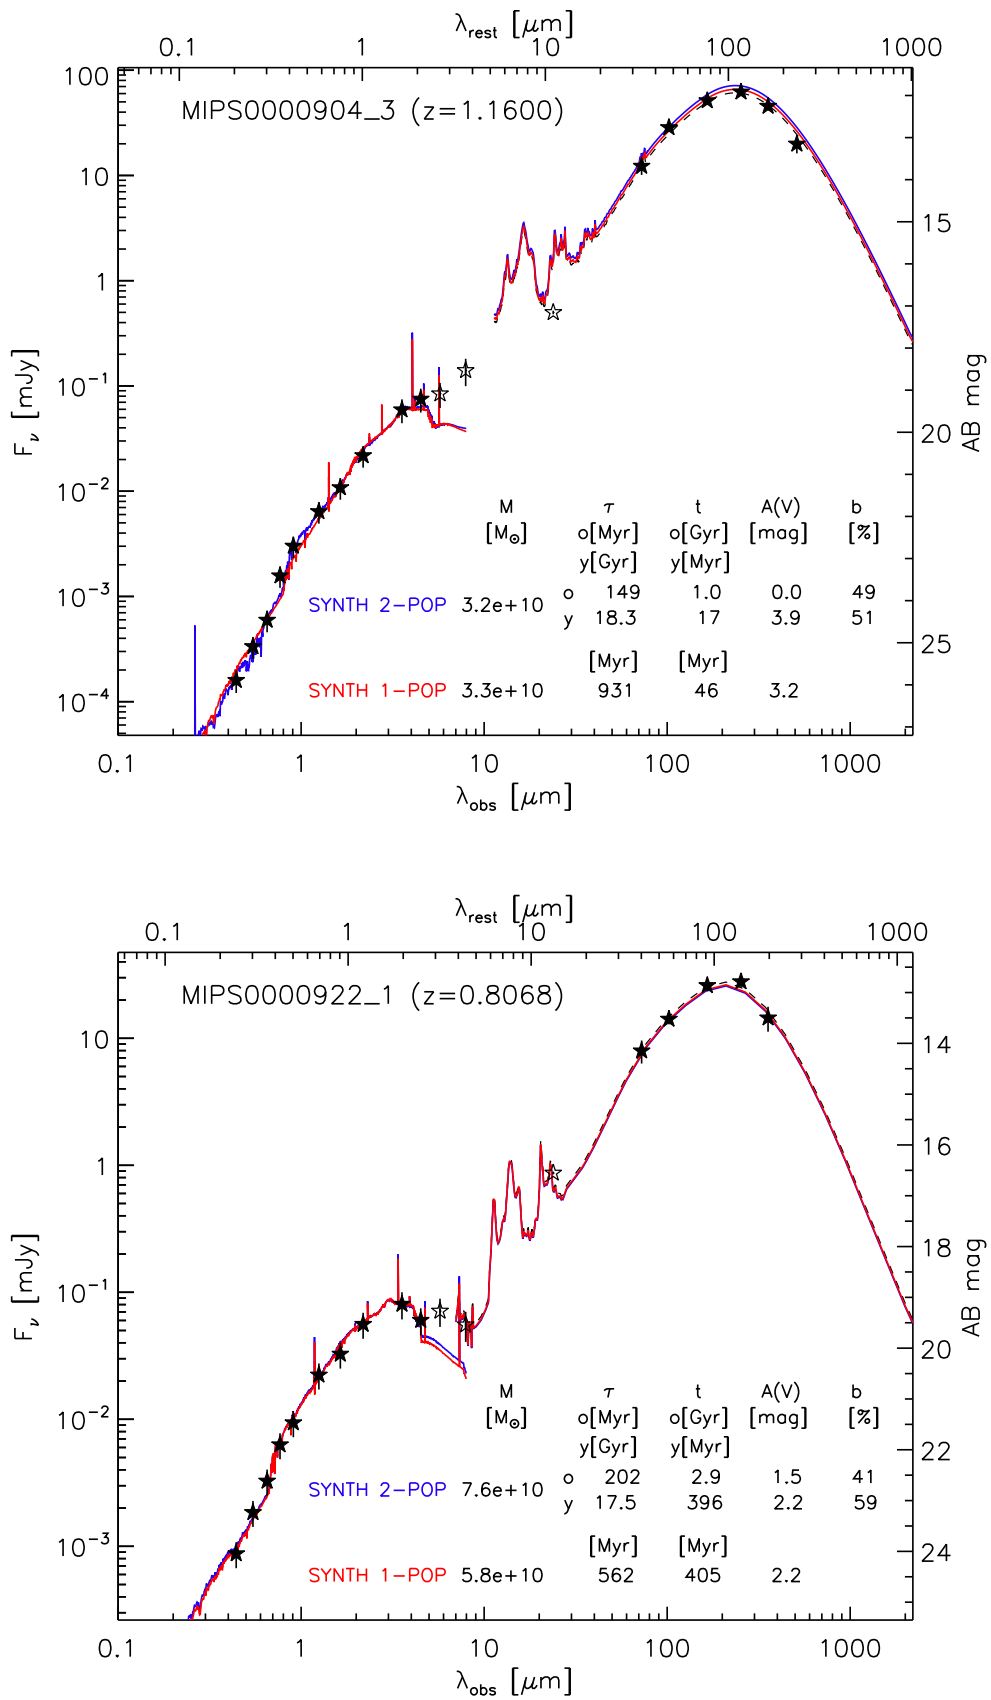 λrest [μm]
0.1 1 10 100 1000
MIPS0000904_3 (z=1.1600)
100
10
1
10⁻¹
10⁻²
10⁻³
10⁻⁴
Fν [mJy]
15
20
25
AB mag
M τ t A(V) b
[M⊙] o[Myr] o[Gyr] [mag] [%]
y[Gyr] y[Myr]
o 149 1.0 0.0 49
SYNTH 2-POP 3.2e+10
y 18.3 17 3.9 51
[Myr] [Myr]
SYNTH 1-POP 3.3e+10 931 46 3.2
0.1 1 10 100 1000
λobs [μm]
λrest [μm]
0.1 1 10 100 1000
MIPS0000922_1 (z=0.8068)
10
1
10⁻¹
10⁻²
10⁻³
Fν [mJy]
14
16
18
20
22
24
AB mag
M τ t A(V) b
[M⊙] o[Myr] o[Gyr] [mag] [%]
y[Gyr] y[Myr]
o 202 2.9 1.5 41
SYNTH 2-POP 7.6e+10
y 17.5 396 2.2 59
[Myr] [Myr]
SYNTH 1-POP 5.8e+10 562 405 2.2
0.1 1 10 100 1000
λobs [μm]